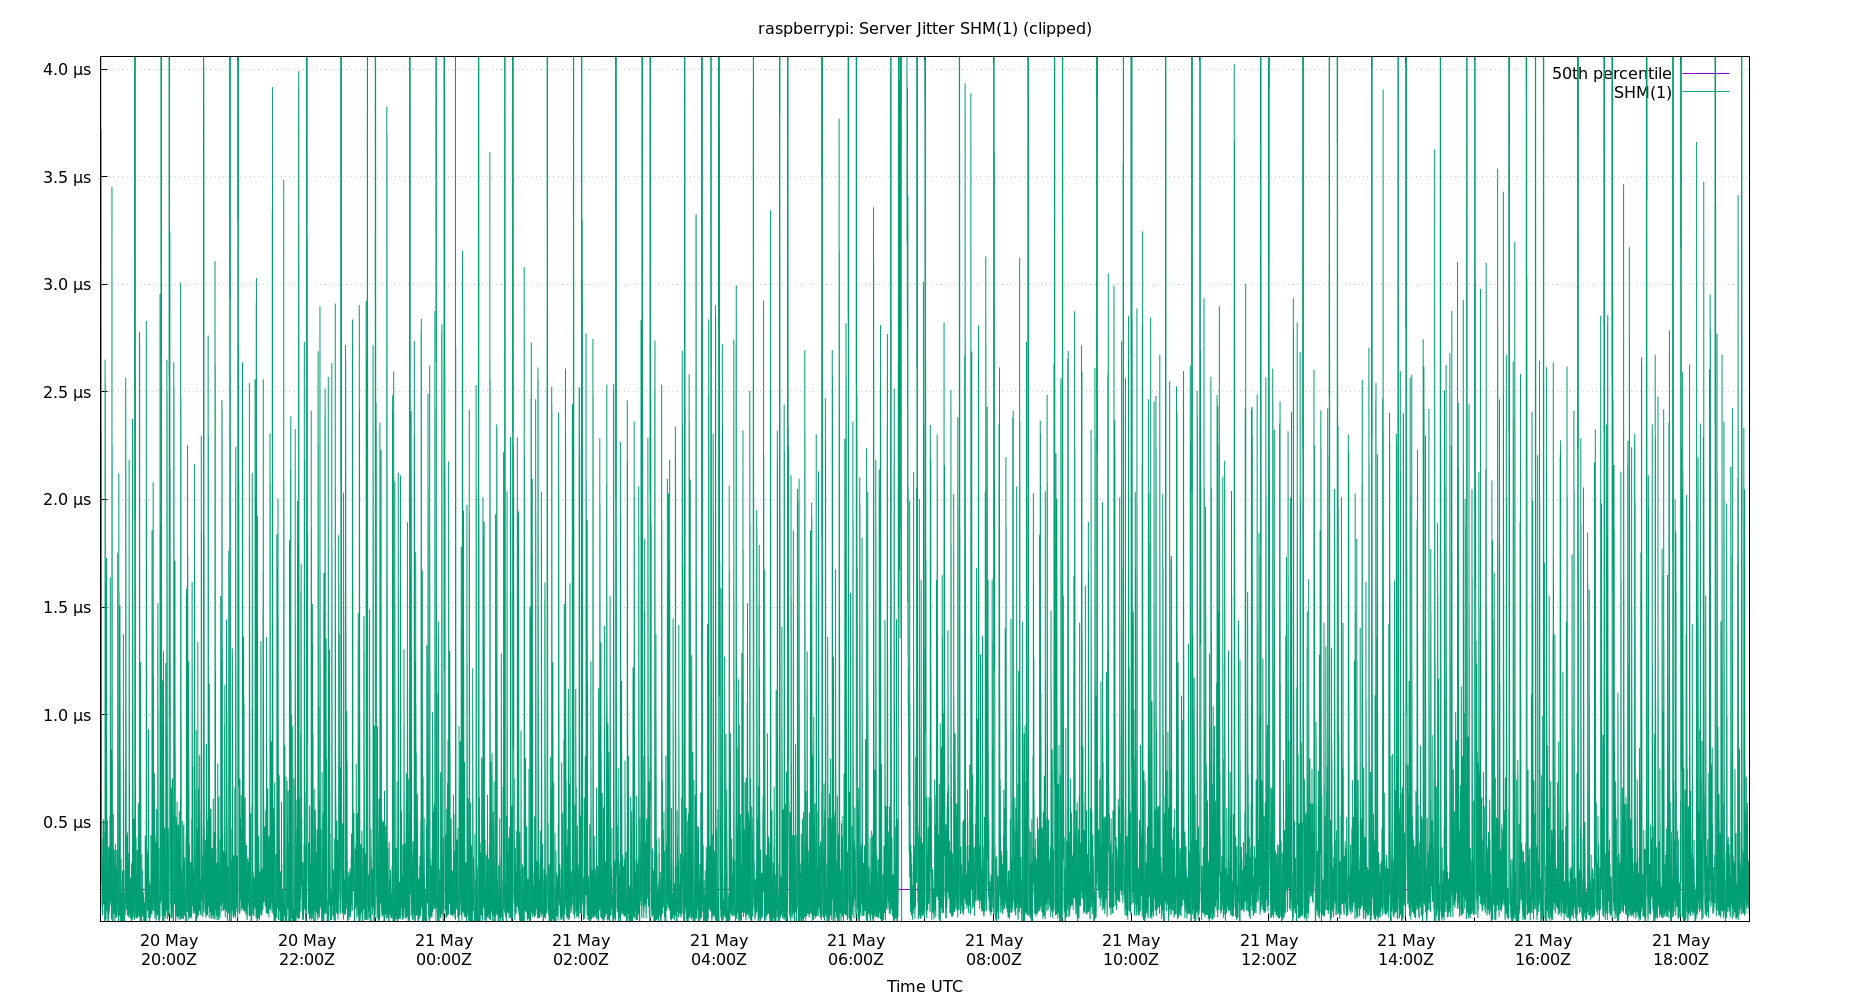 raspberrypi: Server Jitter SHM(1) (clipped)
4.0 μs
3.5 μs
3.0 μs
2.5 μs
2.0 μs
1.5 μs
1.0 μs
0.5 μs
50th percentile
SHM(1)
20 May 20 May 21 May 21 May 21 May 21 May 21 May 21 May 21 May 21 May 21 May 21 May
20:00Z 22:00Z 00:00Z 02:00Z 04:00Z 06:00Z 08:00Z 10:00Z 12:00Z 14:00Z 16:00Z 18:00Z
Time UTC